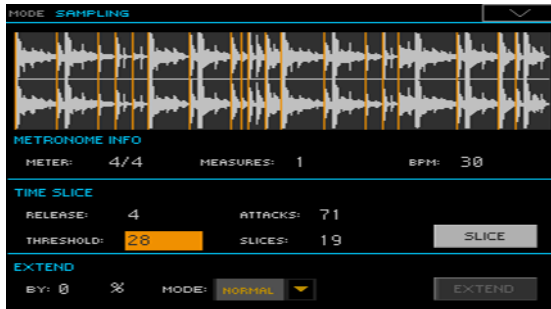 MODE SAMPLING
METRONOME INFO
METER: 4/4 MEASURES: 1 BPM: 30
TIME SLICE
RELEASE: 4 ATTACKS: 71
THRESHOLD: 28 SLICES: 19 SLICE
EXTEND
BY: 0 % MODE: NORMAL EXTEND